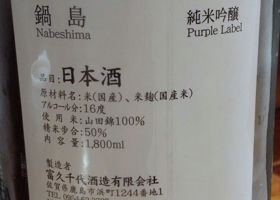 鍋島
Nabeshima
純米吟醸
Purple Label
品目:日本酒
原材料名:米(国産)、米麹(国産米)
アルコール分:16度
使用米:山田錦100%
精米歩合:50%
内容量:1,800ml
製造者
富久千代酒造有限会社
佐賀県鹿島市浜町1244番地1